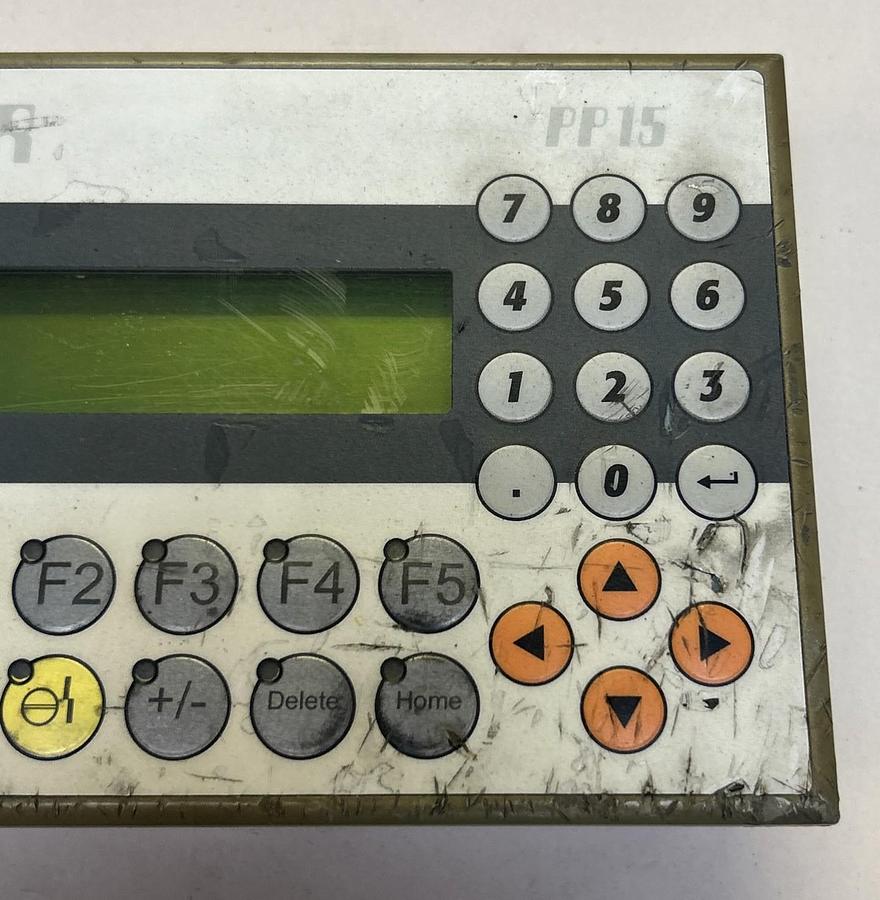 R PP15
7 8 9
4 5 6
1 2 3
. 0
F2 F3 F4 F5
+/- Delete Home